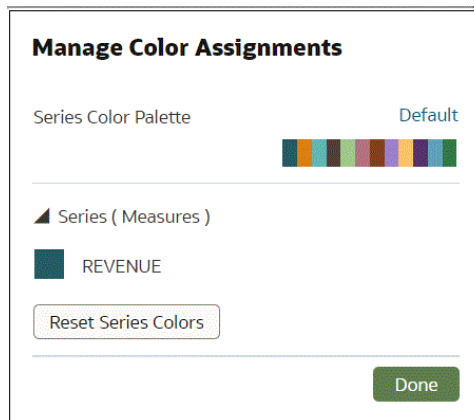 Manage Color Assignments
Series Color Palette
Default
Series ( Measures )
REVENUE
Reset Series Colors
Done